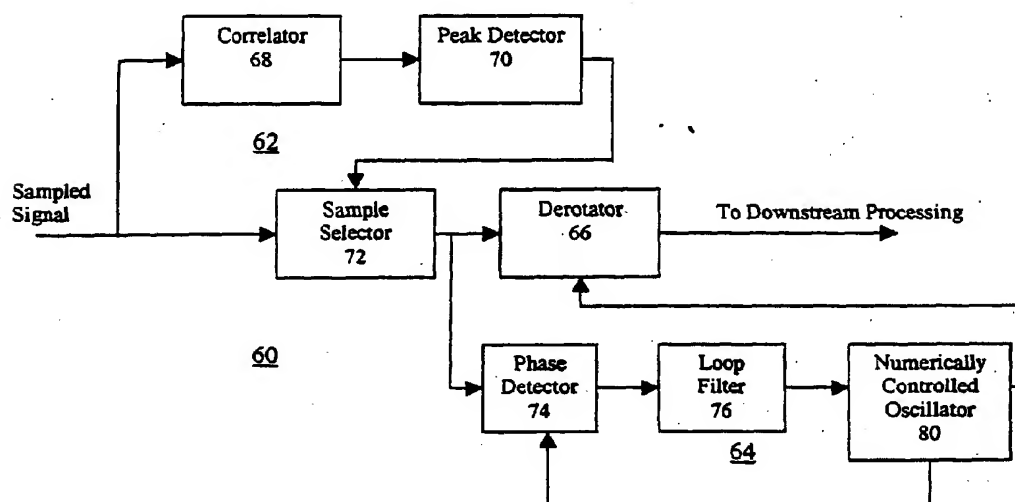 Correlator
68
Peak Detector
70
62
Sampled
Signal
Sample
Selector
72
Derotator
66
To Downstream Processing
60
Phase
Detector
74
Loop
Filter
76
Numerically
Controlled
Oscillator
80
64